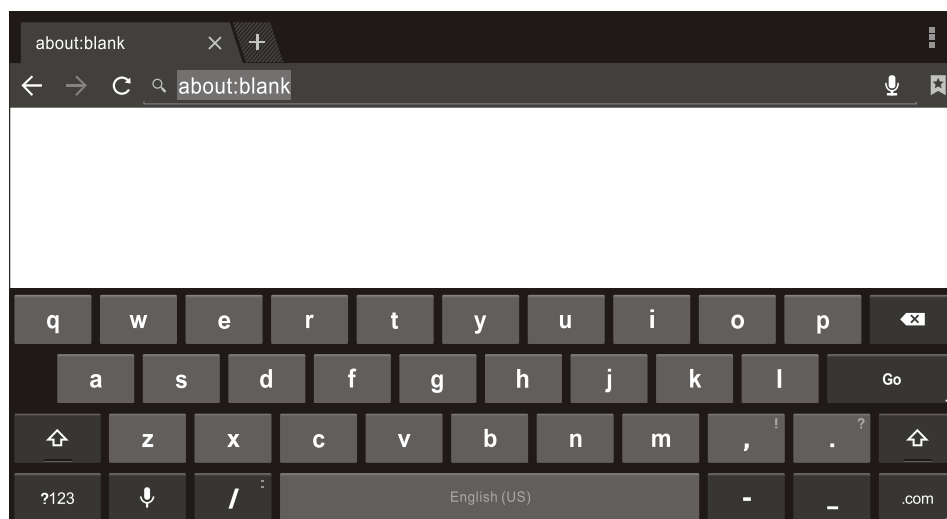 about:blank
about:blank
q w e r t y u i o p
a s d f g h j k l Go
z x c v b n m , ! . ?
?123 / : English (US) - _ .com